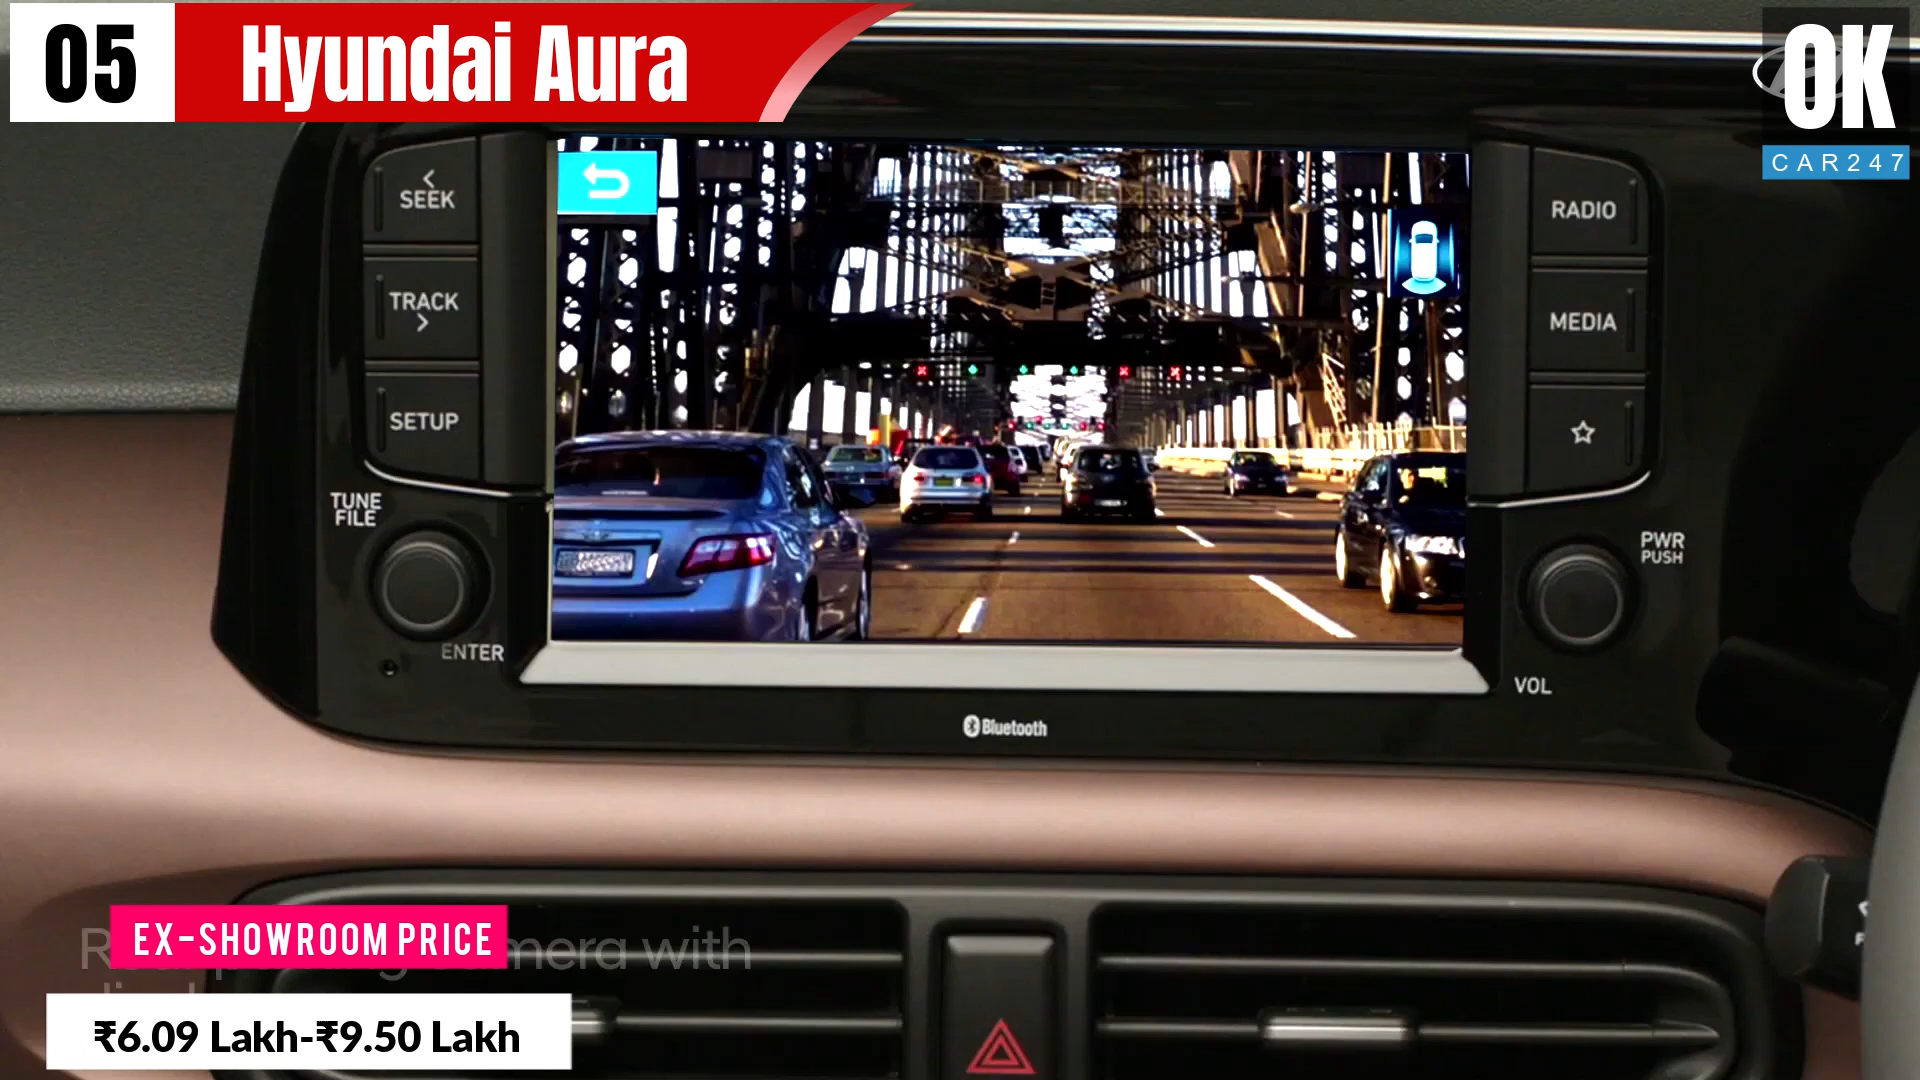 05
Hyundai Aura
OK
CAR247
SEEK
TRACK
SETUP
TUNE
FILE
ENTER
RADIO
MEDIA
PWR
PUSH
VOL
Bluetooth
EX-SHOWROOM PRICE
with
₹6.09 Lakh-₹9.50 Lakh